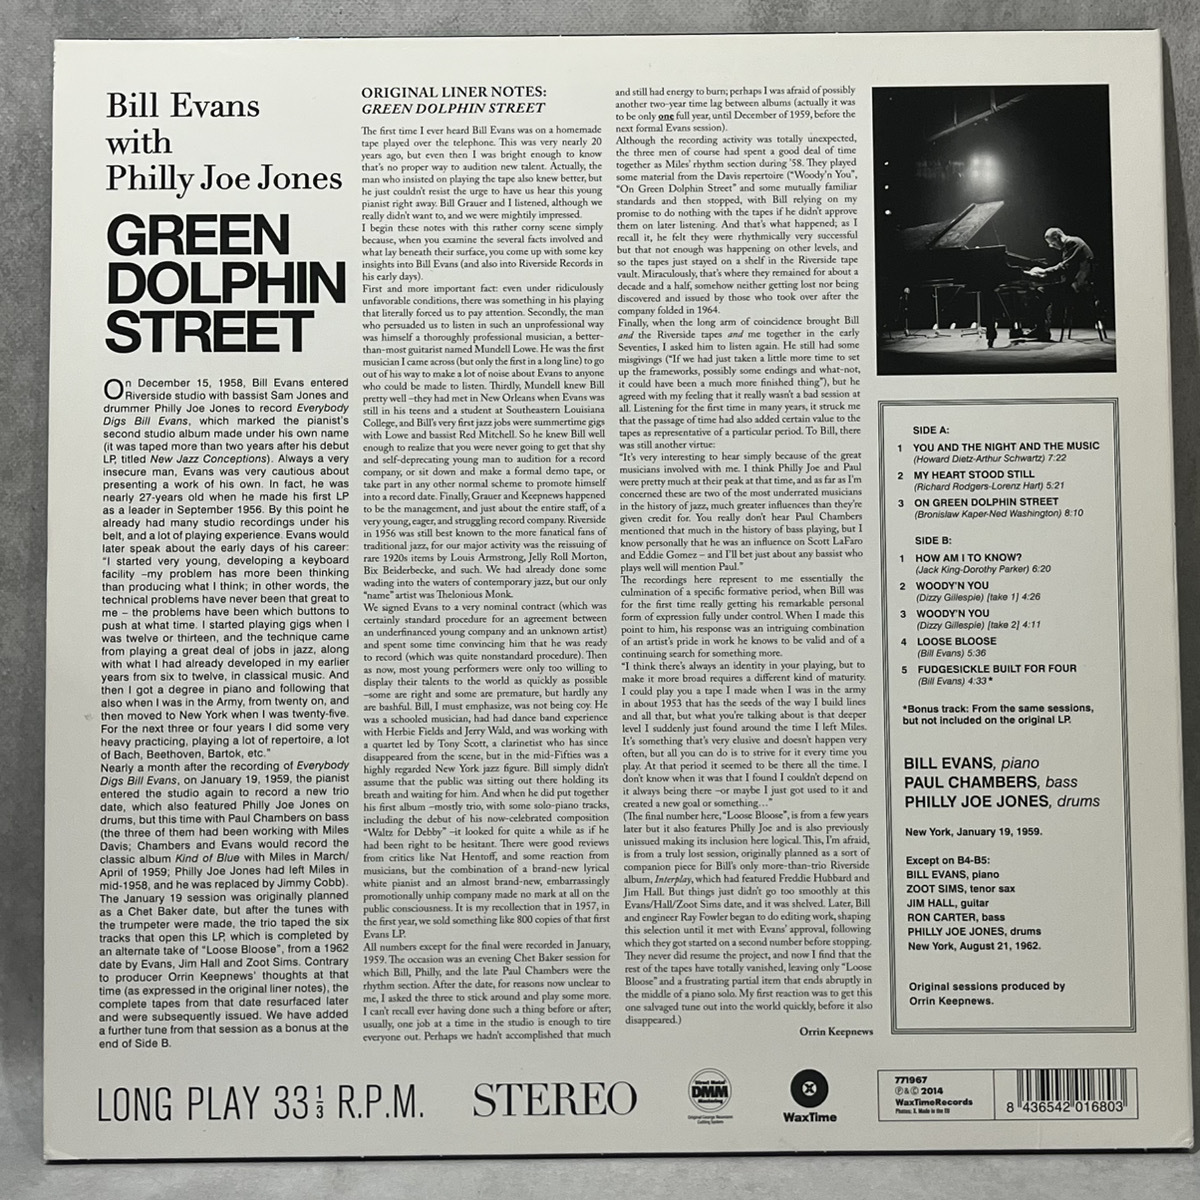 Bill Evans
with
Philly Joe Jones
GREEN
DOLPHIN
STREET
On December 15, 1958, Bill Evans entered
Riverside studio with bassist Sam Jones and
drummer Philly Joe Jones to record Everybody
Digs Bill Evans, which marked the pianist's
second studio album made under his own name
(it was taped more than two years after his debut
LP, titled New Jazz Conceptions). Always a very
insecure man, Evans was very cautious about
presenting a work of his own. In fact, he was
nearly 27-years old when he made his first LP
as a leader in September 1956. By this point he
already had many studio recordings under his
belt, and a lot of playing experience. Evans would
later speak about the early days of his career:
"I started very young, developing a keyboard
facility –my problem has more been thinking
than producing what I think; in other words, the
technical problems have never been that great to
me – the problems have been which buttons to
push at what time. I started playing gigs when I
was twelve or thirteen, and the technique came
from playing a great deal of jobs in jazz, along
with what I had already developed in my earlier
years from six to twelve, in classical music. And
then I got a degree in piano and following that
also when I was in the Army, from twenty on, and
then moved to New York when I was twenty-five.
For the next three or four years I did some very
heavy practicing, playing a lot of repertoire, a lot
of Bach, Beethoven, Bartok, etc."
Nearly a month after the recording of Everybody
Digs Bill Evans, on January 19, 1959, the pianist
entered the studio again to record a new trio
date, which also featured Philly Joe Jones on
drums, but this time with Paul Chambers on bass
(the three of them had been working with Miles
Davis; Chambers and Evans would record the
classic album Kind of Blue with Miles in March/
April of 1959; Philly Joe Jones had left Miles in
mid-1958, and he was replaced by Jimmy Cobb).
The January 19 session was originally planned
as a Chet Baker date, but after the tunes with
the trumpeter were made, the trio taped the six
tracks that open this LP, which is completed by
an alternate take of "Loose Bloose", from a 1962
date by Evans, Jim Hall and Zoot Sims. Contrary
to producer Orrin Keepnews' thoughts at that
time (as expressed in the original liner notes), the
complete tapes from that date resurfaced later
and were subsequently issued. We have added
a further tune from that session as a bonus at the
end of Side B.
ORIGINAL LINER NOTES:
GREEN DOLPHIN STREET
The first time I ever heard Bill Evans was on a homemade
tape played over the telephone. This was very nearly 20
years ago, but even then I was bright enough to know
that's no proper way to audition new talent. Actually, the
man who insisted on playing the tape also knew better, but
he just couldn't resist the urge to have us hear this young
pianist right away. Bill Grauer and I listened, although we
really didn't want to, and we were mightily impressed.
I begin these notes with this rather corny scene simply
because, when you examine the several facts involved and
what lay beneath their surface, you come up with some key
insights into Bill Evans (and also into Riverside Records in
his early days).
First and more important fact: even under ridiculously
unfavorable conditions, there was something in his playing
that literally forced us to pay attention. Secondly, the man
who persuaded us to listen in such an unprofessional way
was himself a thoroughly professional musician, a better-
than-most guitarist named Mundell Lowe. He was the first
musician I came across (but only the first in a long line) to go
out of his way to make a lot of noise about Evans to anyone
who could be made to listen. Thirdly, Mundell knew Bill
pretty well –they had met in New Orleans when Evans was
still in his teens and a student at Southeastern Louisiana
College, and Bill's very first jazz jobs were summertime gigs
with Lowe and bassist Red Mitchell. So he knew Bill well
enough to realize that you were never going to get that shy
and self-deprecating young man to audition for a record
company, or sit down and make a formal demo tape, or
take part in any other normal scheme to promote himself
into a record date. Finally, Grauer and Keepnews happened
to be the management, and just about the entire staff, of a
very young, eager, and struggling record company. Riverside
in 1956 was still best known to the more fanatical fans of
traditional jazz, for our major activity was the reissuing of
rare 1920s items by Louis Armstrong, Jelly Roll Morton,
Bix Beiderbecke, and such. We had already done some
wading into the waters of contemporary jazz, but our only
"name" artist was Thelonious Monk.
We signed Evans to a very nominal contract (which was
certainly standard procedure for an agreement between
an underfinanced young company and an unknown artist)
and spent some time convincing him that he was ready
to record (which was quite nonstandard procedure). Then
as now, most young performers were only too willing to
display their talents to the world as quickly as possible
–some are right and some are premature, but hardly any
are bashful. Bill, I must emphasize, was not being coy. He
was a schooled musician, had had dance band experience
with Herbie Fields and Jerry Wald, and was working with
a quartet led by Tony Scott, a clarinetist who has since
disappeared from the scene, but in the mid-Fifties was a
highly regarded New York jazz figure. Bill simply didn't
assume that the public was sitting out there holding its
breath and waiting for him. And when he did put together
his first album –mostly trio, with some solo-piano tracks,
including the debut of his now-celebrated composition
"Waltz for Debby" –it looked for quite a while as if he
had been right to be hesitant. There were good reviews
from critics like Nat Hentoff, and some reaction from
musicians, but the combination of a brand-new lyrical
white pianist and an almost brand-new, embarrassingly
promotionally unhip company made no mark at all on the
public consciousness. It is my recollection that in 1957, in
the first year, we sold something like 800 copies of that first
Evans LP.
All numbers except for the final were recorded in January,
1959. The occasion was an evening Chet Baker session for
which Bill, Philly, and the late Paul Chambers were the
rhythm section. After the date, for reasons now unclear to
me, I asked the three to stick around and play some more.
I can't recall ever having done such a thing before or after;
usually, one job at a time in the studio is enough to tire
everyone out. Perhaps we hadn't accomplished that much
and still had energy to burn; perhaps I was afraid of possibly
another two-year time lag between albums (actually it was
to be only one full year, until December of 1959, before the
next formal Evans session).
Although the recording activity was totally unexpected,
the three men of course had spent a good deal of time
together as Miles' rhythm section during '58. They played
some material from the Davis repertoire ("Woody'n You",
"On Green Dolphin Street" and some mutually familiar
standards and then stopped, with Bill relying on my
promise to do nothing with the tapes if he didn't approve
them on later listening. And that's what happened; as I
recall it, he felt they were rhythmically very successful
but that not enough was happening on other levels, and
so the tapes just stayed on a shelf in the Riverside tape
vault. Miraculously, that's where they remained for about a
decade and a half, somehow neither getting lost nor being
discovered and issued by those who took over after the
company folded in 1964.
Finally, when the long arm of coincidence brought Bill
and the Riverside tapes and me together in the early
Seventies, I asked him to listen again. He still had some
misgivings ("If we had just taken a little more time to set
up the frameworks, possibly some endings and what-not,
it could have been a much more finished thing"), but he
agreed with my feeling that it really wasn't a bad session at
all. Listening for the first time in many years, it struck me
that the passage of time had also added certain value to the
tapes as representative of a particular period. To Bill, there
was still another virtue:
"It's very interesting to hear simply because of the great
musicians involved with me. I think Philly Joe and Paul
were pretty much at their peak at that time, and as far as I'm
concerned these are two of the most underrated musicians
in the history of jazz, much greater influences than they're
given credit for. You really don't hear Paul Chambers
mentioned that much in the history of bass playing, but I
know personally that he was an influence on Scott LaFaro
and Eddie Gomez – and I'll bet just about any bassist who
plays well will mention Paul."
The recordings here represent to me essentially the
culmination of a specific formative period, when Bill was
for the first time really getting his remarkable personal
form of expression fully under control. When I made this
point to him, his response was an intriguing combination
of an artist's pride in work he knows to be valid and of a
continuing search for something more.
"I think there's always an identity in your playing, but to
make it more broad requires a different kind of maturity.
I could play you a tape I made when I was in the army
in about 1953 that has the seeds of the way I build lines
and all that, but what you're talking about is that deeper
level I suddenly just found around the time I left Miles.
It's something that's very elusive and doesn't happen very
often, but all you can do is to strive for it every time you
play. At that period it seemed to be there all the time. I
don't know when it was that I found I couldn't depend on
it always being there –or maybe I just got used to it and
created a new goal or something..."
(The final number here, "Loose Bloose", is from a few years
later but it also features Philly Joe and is also previously
unissued making its inclusion here logical. This, I'm afraid,
is from a truly lost session, originally planned as a sort of
companion piece for Bill's only more-than-trio Riverside
album, Interplay, which had featured Freddie Hubbard and
Jim Hall. But things just didn't go too smoothly at this
Evans/Hall/Zoot Sims date, and it was shelved. Later, Bill
and engineer Ray Fowler began to do editing work, shaping
this selection until it met with Evans' approval, following
which they got started on a second number before stopping.
They never did resume the project, and now I find that the
rest of the tapes have totally vanished, leaving only "Loose
Bloose" and a frustrating partial item that ends abruptly in
the middle of a piano solo. My first reaction was to get this
one salvaged tune out into the world quickly, before it also
disappeared.)
Orrin Keepnews
SIDE A:
1 YOU AND THE NIGHT AND THE MUSIC
(Howard Dietz-Arthur Schwartz) 7:22
2 MY HEART STOOD STILL
(Richard Rodgers-Lorenz Hart) 5:21
3 ON GREEN DOLPHIN STREET
(Bronislaw Kaper-Ned Washington) 8:10
SIDE B:
1 HOW AM I TO KNOW?
(Jack King-Dorothy Parker) 6:20
2 WOODY'N YOU
(Dizzy Gillespie) [take 1] 4:26
3 WOODY'N YOU
(Dizzy Gillespie) [take 2] 4:11
4 LOOSE BLOOSE
(Bill Evans) 5:36
5 FUDGESICKLE BUILT FOR FOUR
(Bill Evans) 4:33*
*Bonus track: From the same sessions,
but not included on the original LP.
BILL EVANS, piano
PAUL CHAMBERS, bass
PHILLY JOE JONES, drums
New York, January 19, 1959.
Except on B4-B5:
BILL EVANS, piano
ZOOT SIMS, tenor sax
JIM HALL, guitar
RON CARTER, bass
PHILLY JOE JONES, drums
New York, August 21, 1962.
Original sessions produced by
Orrin Keepnews.
LONG PLAY 33 1/3 R.P.M.
STEREO
Direct Metal
DMM
Mastering
Original George Neumann
Cutting System
WaxTime
771967
℗ & © 2014
WaxTimeRecords
Photos: X. Made in the EU
8 436542 016803